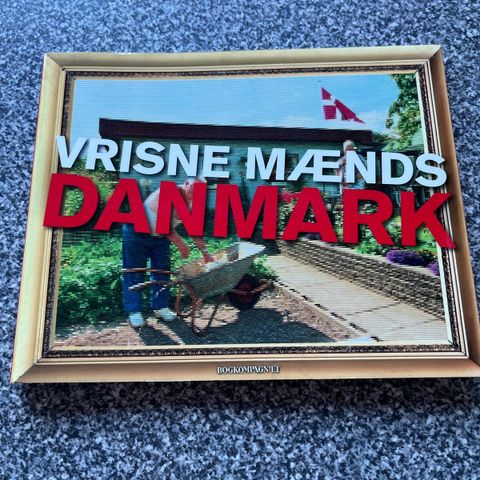 VRISNE MÆNDS
DANMARK
BOGKOMPAGNIET